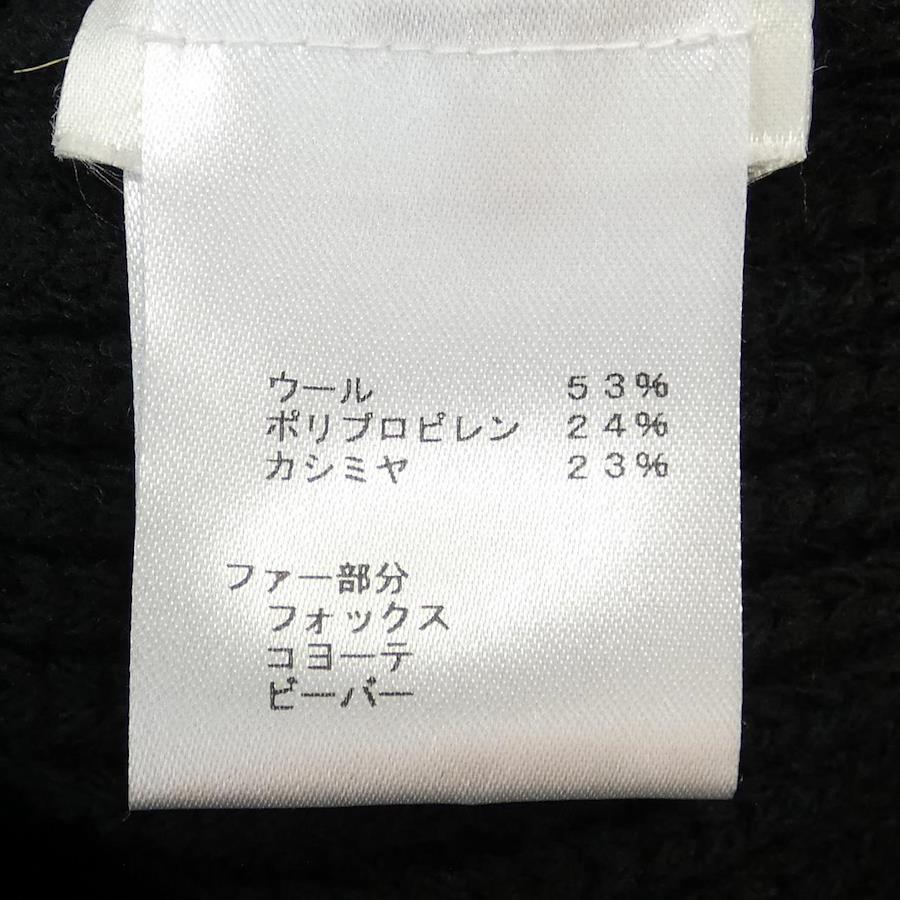 ウール 53%
ポリプロピレン 24%
カシミヤ 23%
ファー部分
フォックス
コヨーテ
ビーバー